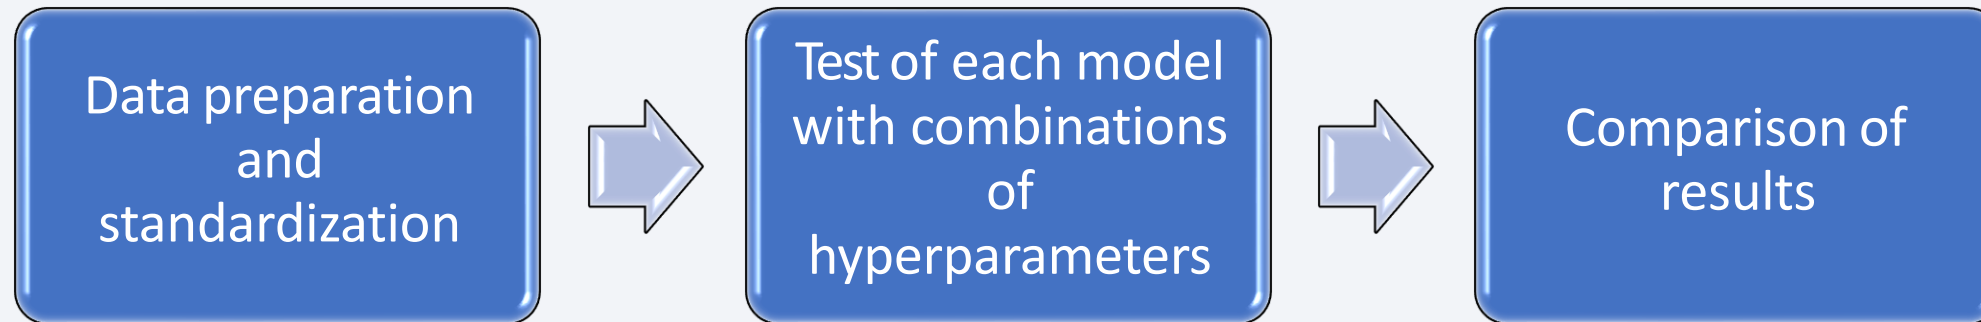 Data preparation
and
standardization
Test of each model
with combinations
of
hyperparameters
Comparison of
results